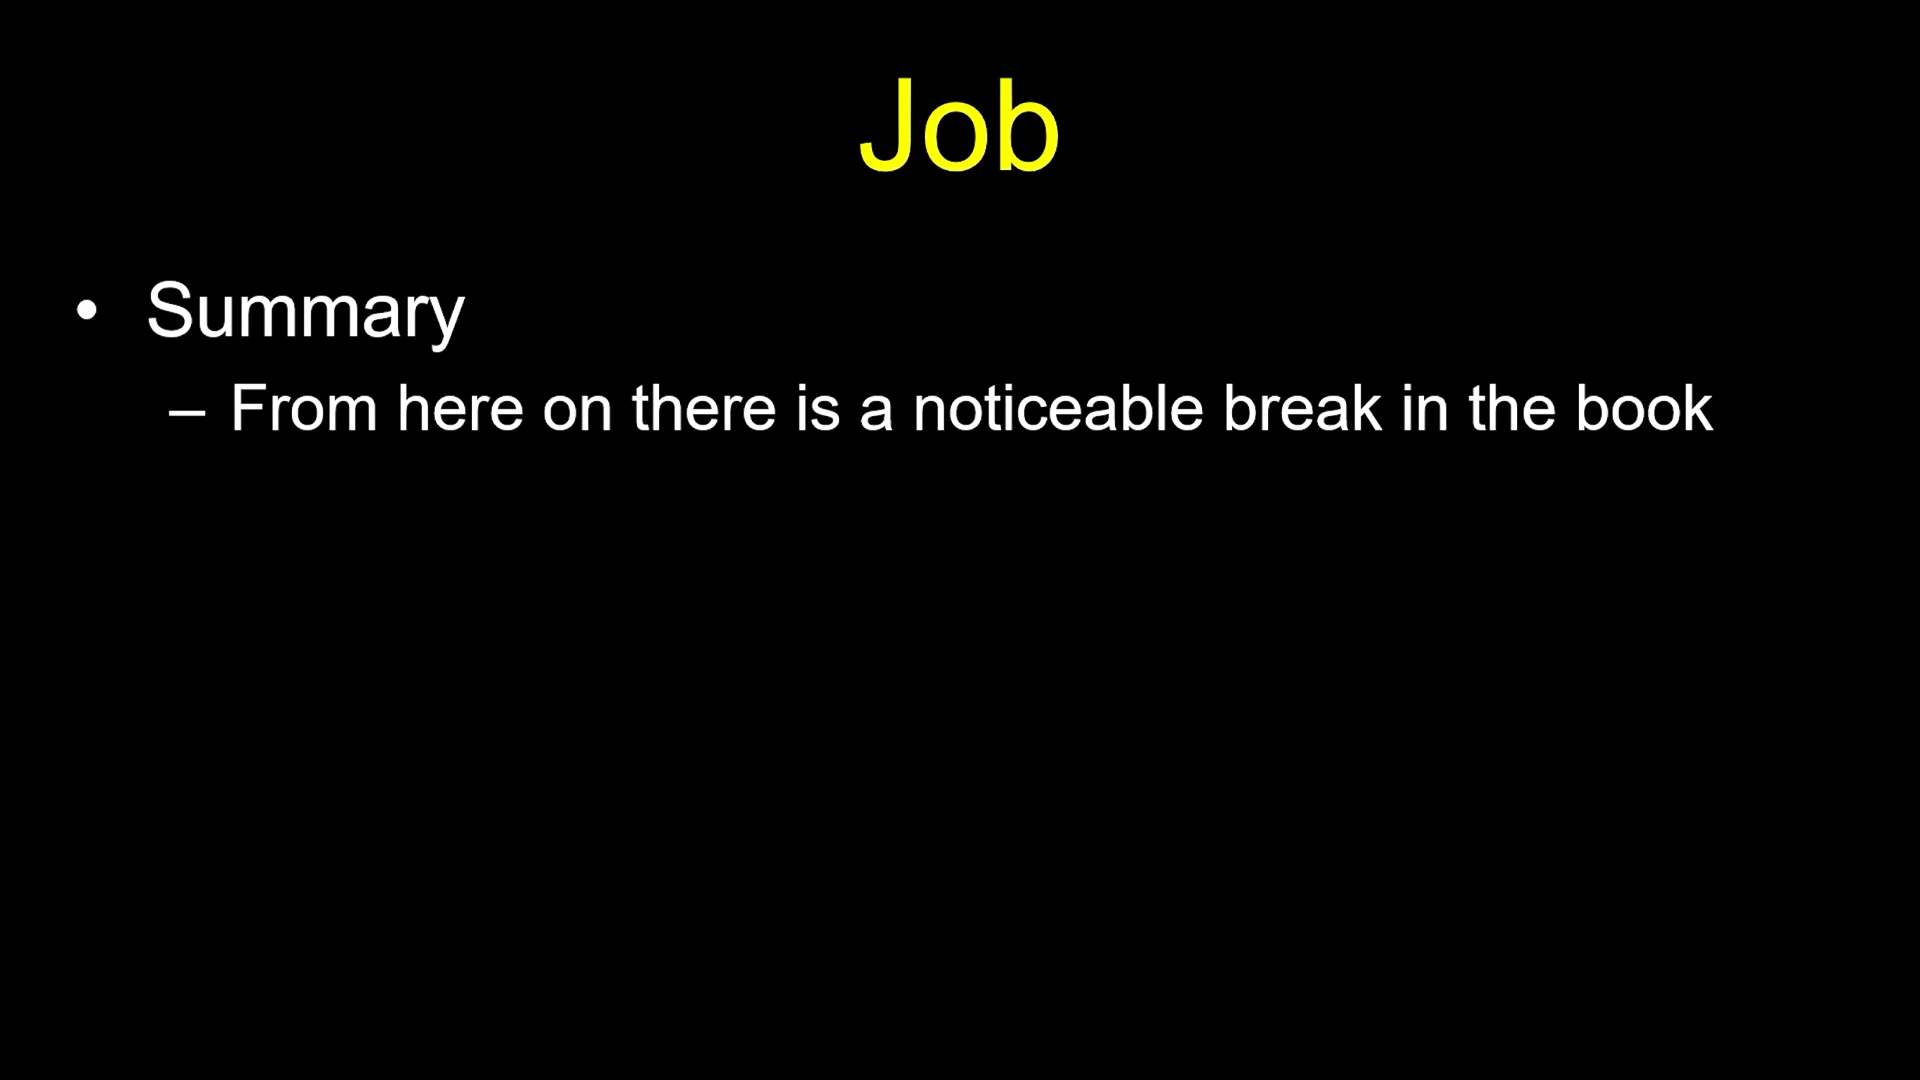 Job
• Summary
– From here on there is a noticeable break in the book